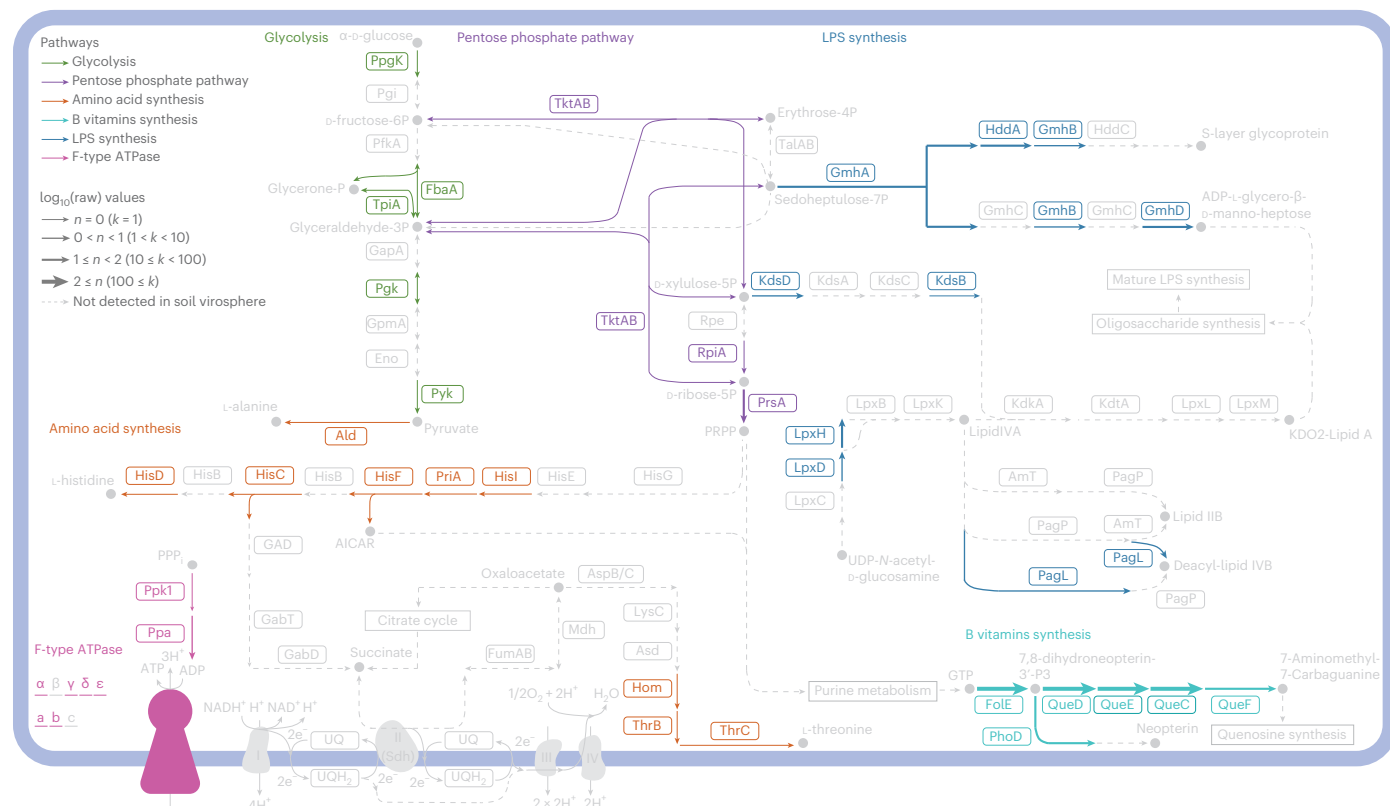 Pathways
Glycolysis
Pentose phosphate pathway
Amino acid synthesis
B vitamins synthesis
LPS synthesis
F-type ATPase
log10(raw) values
n = 0 (k = 1)
0 < n < 1 (1 < k < 10)
1 ≤ n < 2 (10 ≤ k < 100)
2 ≤ n (100 ≤ k)
Not detected in soil virosphere
Glycolysis
α-D-glucose
PpgK
Pgi
D-fructose-6P
PfkA
Glycerone-P
FbaA
TpiA
Glyceraldehyde-3P
GapA
Pgk
GpmA
Eno
Pyk
Pyruvate
Pentose phosphate pathway
TktAB
Erythrose-4P
TalAB
Sedoheptulose-7P
D-xylulose-5P
TktAB
Rpe
RpiA
D-ribose-5P
PrsA
PRPP
LPS synthesis
GmhA
HddA
GmhB
HddC
S-layer glycoprotein
GmhC
GmhB
GmhC
GmhD
ADP-L-glycero-β-
D-manno-heptose
KdsD
KdsA
KdsC
KdsB
Mature LPS synthesis
Oligosaccharide synthesis
LpxB
LpxK
KdkA
KdtA
LpxL
LpxM
LipidIVA
KDO2-Lipid A
LpxH
LpxD
LpxC
UDP-N-acetyl-
D-glucosamine
AmT
PagP
Lipid IIB
PagP
AmT
PagL
PagL
Deacyl-lipid IVB
PagP
Amino acid synthesis
L-alanine
Ald
L-histidine
HisD
HisB
HisC
HisB
HisF
PriA
HisI
HisE
HisG
AICAR
GAD
GabT
GabD
Succinate
Citrate cycle
Oxaloacetate
AspB/C
Mdh
FumAB
LysC
Asd
Hom
ThrB
ThrC
L-threonine
PPPi
Ppk1
Ppa
F-type ATPase
3H+
ATP
ADP
α β γ δ ε
a b c
NADH+ H+ NAD+ H+
I
2e-
UQ
UQH2
2e-
II
(Sdh)
2e-
UQ
UQH2
2e-
2e-
1/2O2 + 2H+
H2O
III
IV
4H+
2 × 2H+
2H+
B vitamins synthesis
Purine metabolism
GTP
FolE
7,8-dihydroneopterin-
3'-P3
QueD
QueE
QueC
QueF
7-Aminomethyl-
7-Carbaguanine
PhoD
Neopterin
Quenosine synthesis